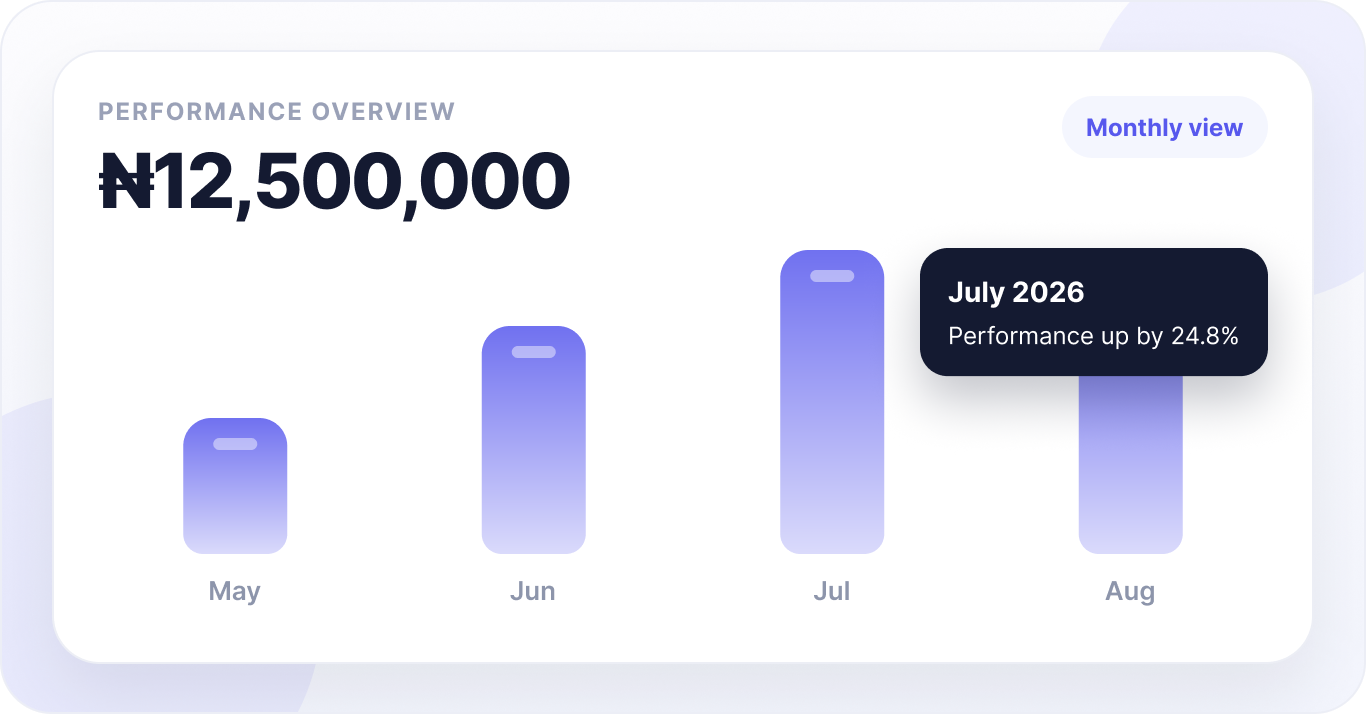 PERFORMANCE OVERVIEW
₦12,500,000
Monthly view
July 2026
Performance up by 24.8%
May
Jun
Jul
Aug